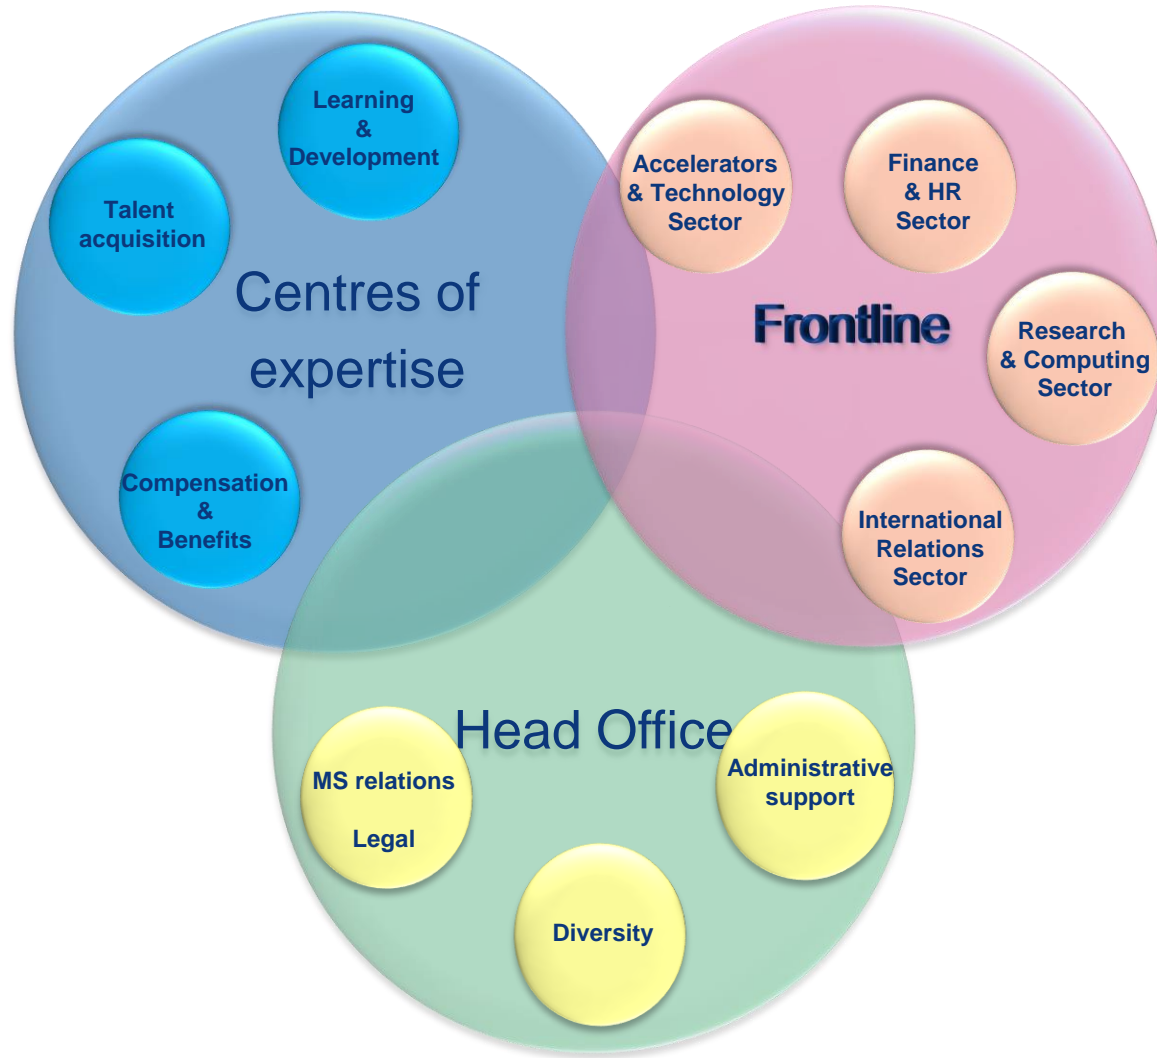 Learning
&
Development
Talent
acquisition
Centres of
expertise
Compensation
&
Benefits
Accelerators
& Technology
Sector
Finance
& HR
Sector
Frontline
Research
& Computing
Sector
International
Relations
Sector
Head Office
MS relations
Legal
Administrative
support
Diversity